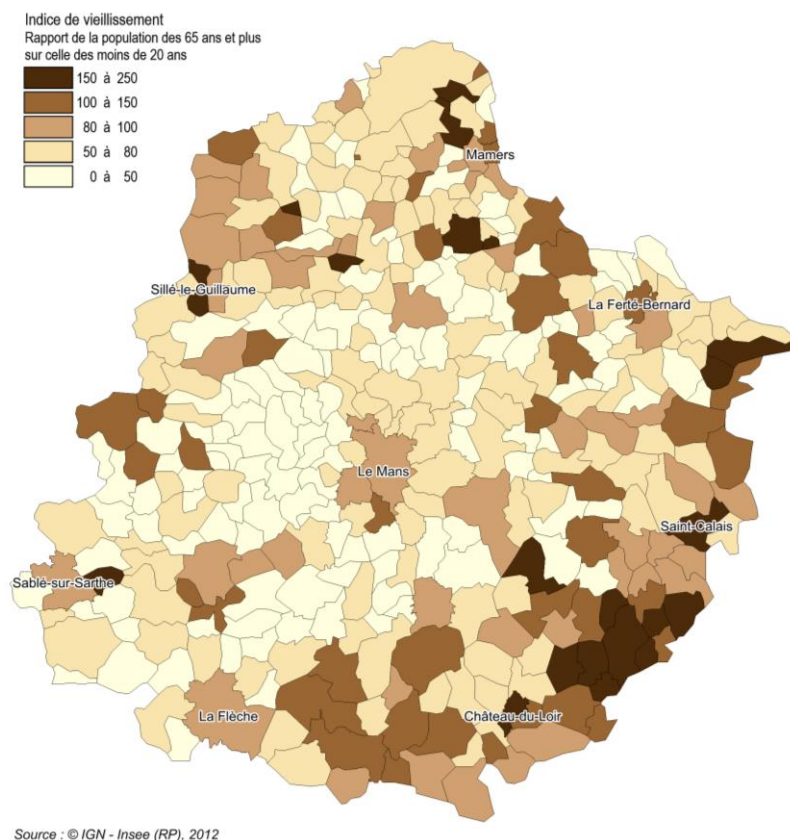 Indice de vieillissement
Rapport de la population des 65 ans et plus
sur celle des moins de 20 ans
150 à 250
100 à 150
80 à 100
50 à 80
0 à 50
Mamers
Sillé-le-Guillaume
La Ferté-Bernard
Le Mans
Saint-Calais
Sablé-sur-Sarthe
La Flèche
Château-du-Loir
Source : © IGN - Insee (RP), 2012